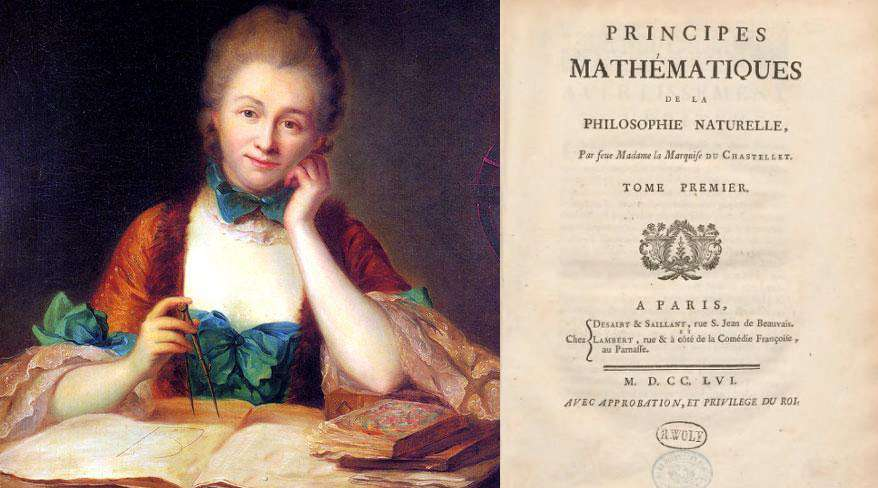 PRINCIPES
MATHÉMATIQUES
DE LA
PHILOSOPHIE NATURELLE,
Par feue Madame la Marquise DU CHASTELLET.
TOME PREMIER.
A PARIS,
DESAINT & SAILLANT, rue S. Jean de Beauvais.
ET
Chez LAMBERT, rue & à côté de la Comédie Françoise,
au Parnasse.
M. D. CC. LVI.
AVEC APPROBATION, ET PRIVILEGE DU ROI.
R. WOLF